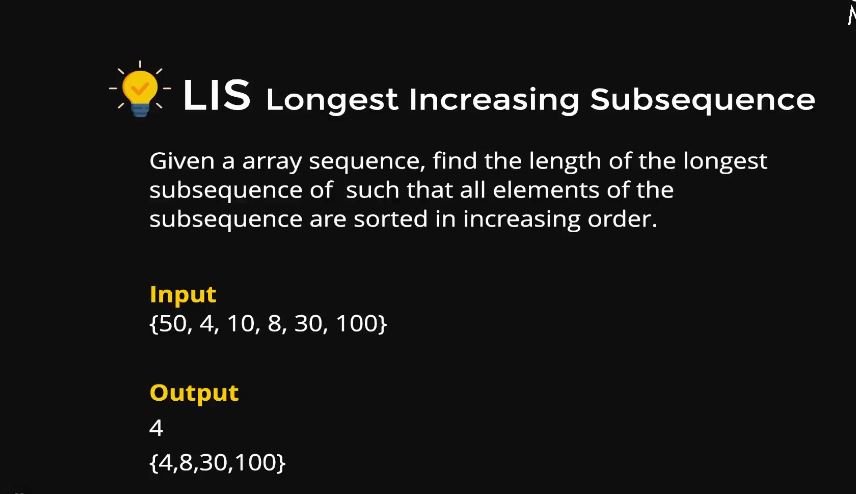 LIS Longest Increasing Subsequence
Given a array sequence, find the length of the longest
subsequence of such that all elements of the
subsequence are sorted in increasing order.
Input
{50, 4, 10, 8, 30, 100}
Output
4
{4,8,30,100}